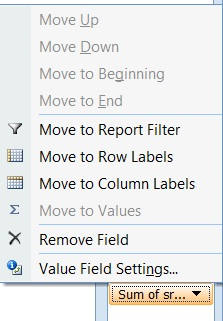 Move Up
Move Down
Move to Beginning
Move to End
Move to Report Filter
Move to Row Labels
Move to Column Labels
Σ Move to Values
Remove Field
Value Field Settings...
Sum of sr...